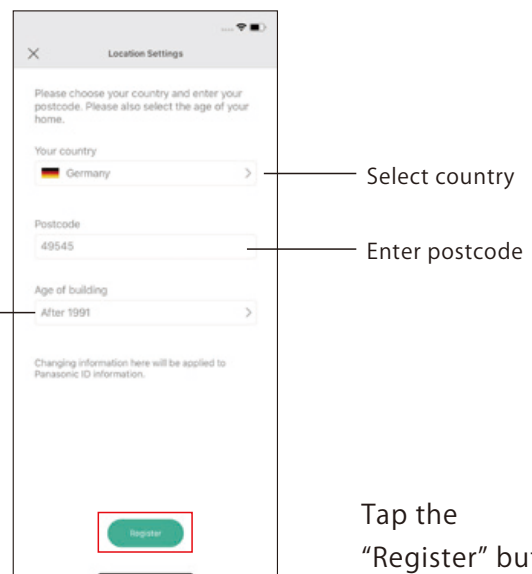 Location Settings
Please choose your country and enter your
postcode. Please also select the age of your
home.
Your country
Germany
Select country
Postcode
49545
Enter postcode
Age of building
After 1991
Changing information here will be applied to
Panasonic ID information.
Register
Tap the
"Register" but